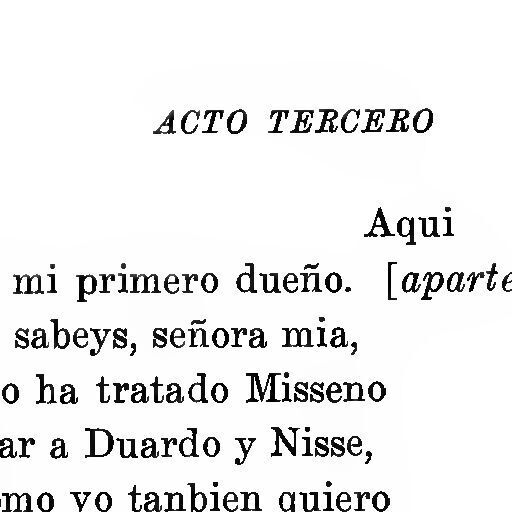 ACTO TERCERO
Aqui
mi primero dueño. [aparte
sabeys, señora mia,
o ha tratado Misseno
ar a Duardo y Nisse,
omo yo tanbien quiero